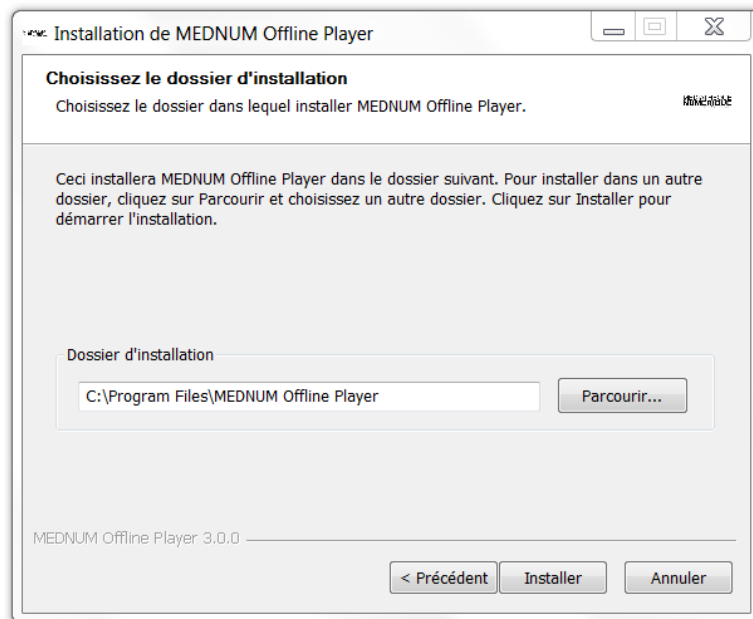 Installation de MEDNUM Offline Player
Choisissez le dossier d'installation
Choisissez le dossier dans lequel installer MEDNUM Offline Player.
Ceci installera MEDNUM Offline Player dans le dossier suivant. Pour installer dans un autre
dossier, cliquez sur Parcourir et choisissez un autre dossier. Cliquez sur Installer pour
démarrer l'installation.
Dossier d'installation
C:\Program Files\MEDNUM Offline Player
Parcourir...
MEDNUM Offline Player 3.0.0
< Précédent
Installer
Annuler